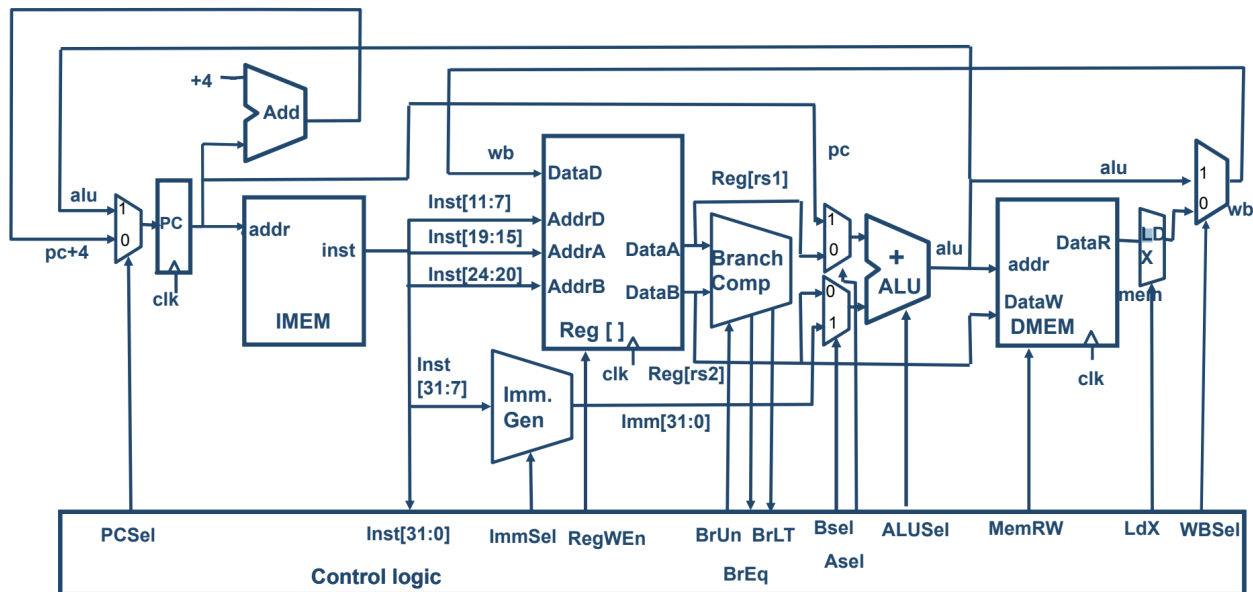 +4
Add
alu
1
0
pc+4
PC
clk
addr
inst
IMEM
Inst[11:7]
Inst[19:15]
Inst[24:20]
wb
DataD
AddrD
AddrA
AddrB
DataA
DataB
Reg [ ]
clk
Reg[rs1]
Reg[rs2]
Branch
Comp
Inst
[31:7]
Imm.
Gen
Imm[31:0]
pc
1
0
0
1
+
ALU
alu
alu
addr
DataR
DataW
DMEM
clk
LD
X
mem
1
0
wb
PCSel
Inst[31:0]
ImmSel
RegWEn
BrUn
BrLT
BrEq
Bsel
Asel
ALUSel
MemRW
LdX
WBSel
Control logic